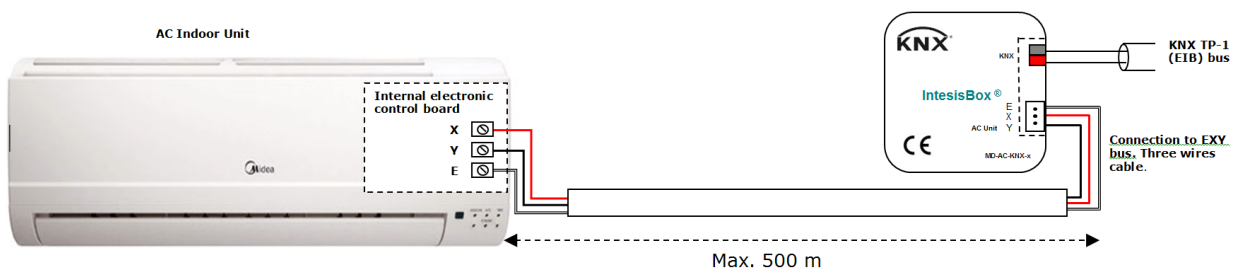 AC Indoor Unit
Internal electronic
control board
X
Y
E
Midea
KNX®
KNX
IntesisBox ®
E
X
AC Unit Y
CE
MD-AC-KNX-x
KNX TP-1
(EIB) bus
Connection to EXY
bus. Three wires
cable.
Max. 500 m